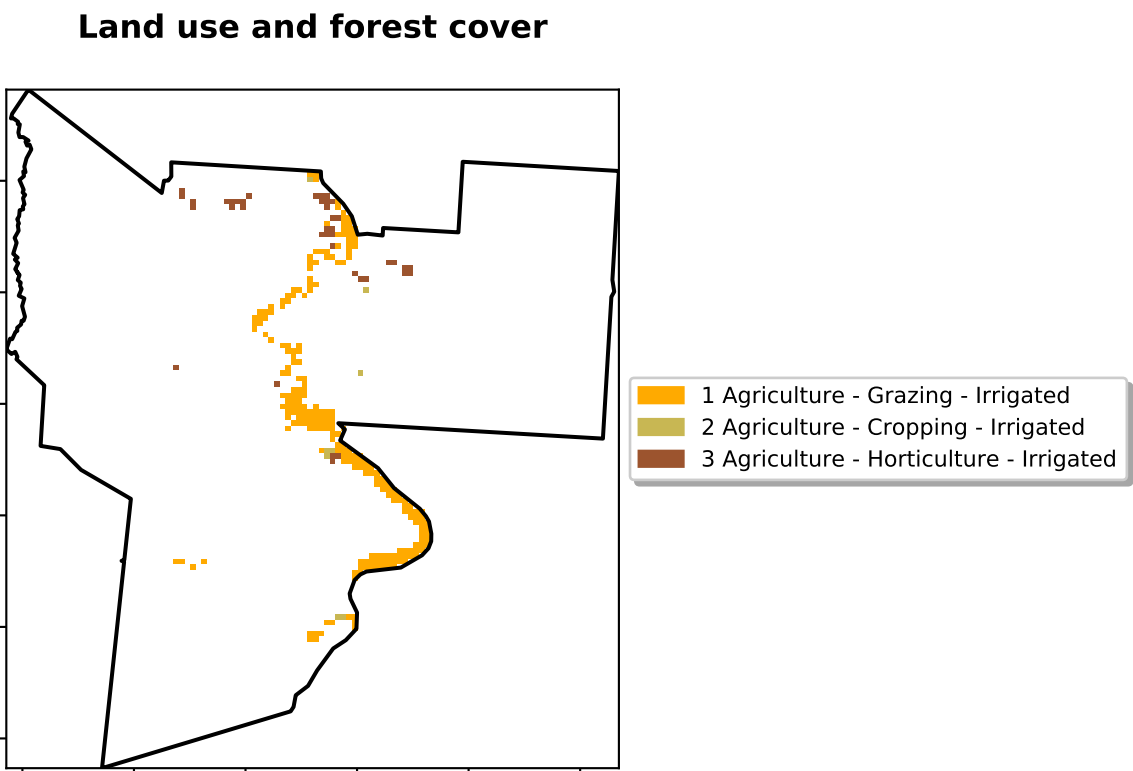 Land use and forest cover
1 Agriculture - Grazing - Irrigated
2 Agriculture - Cropping - Irrigated
3 Agriculture - Horticulture - Irrigated